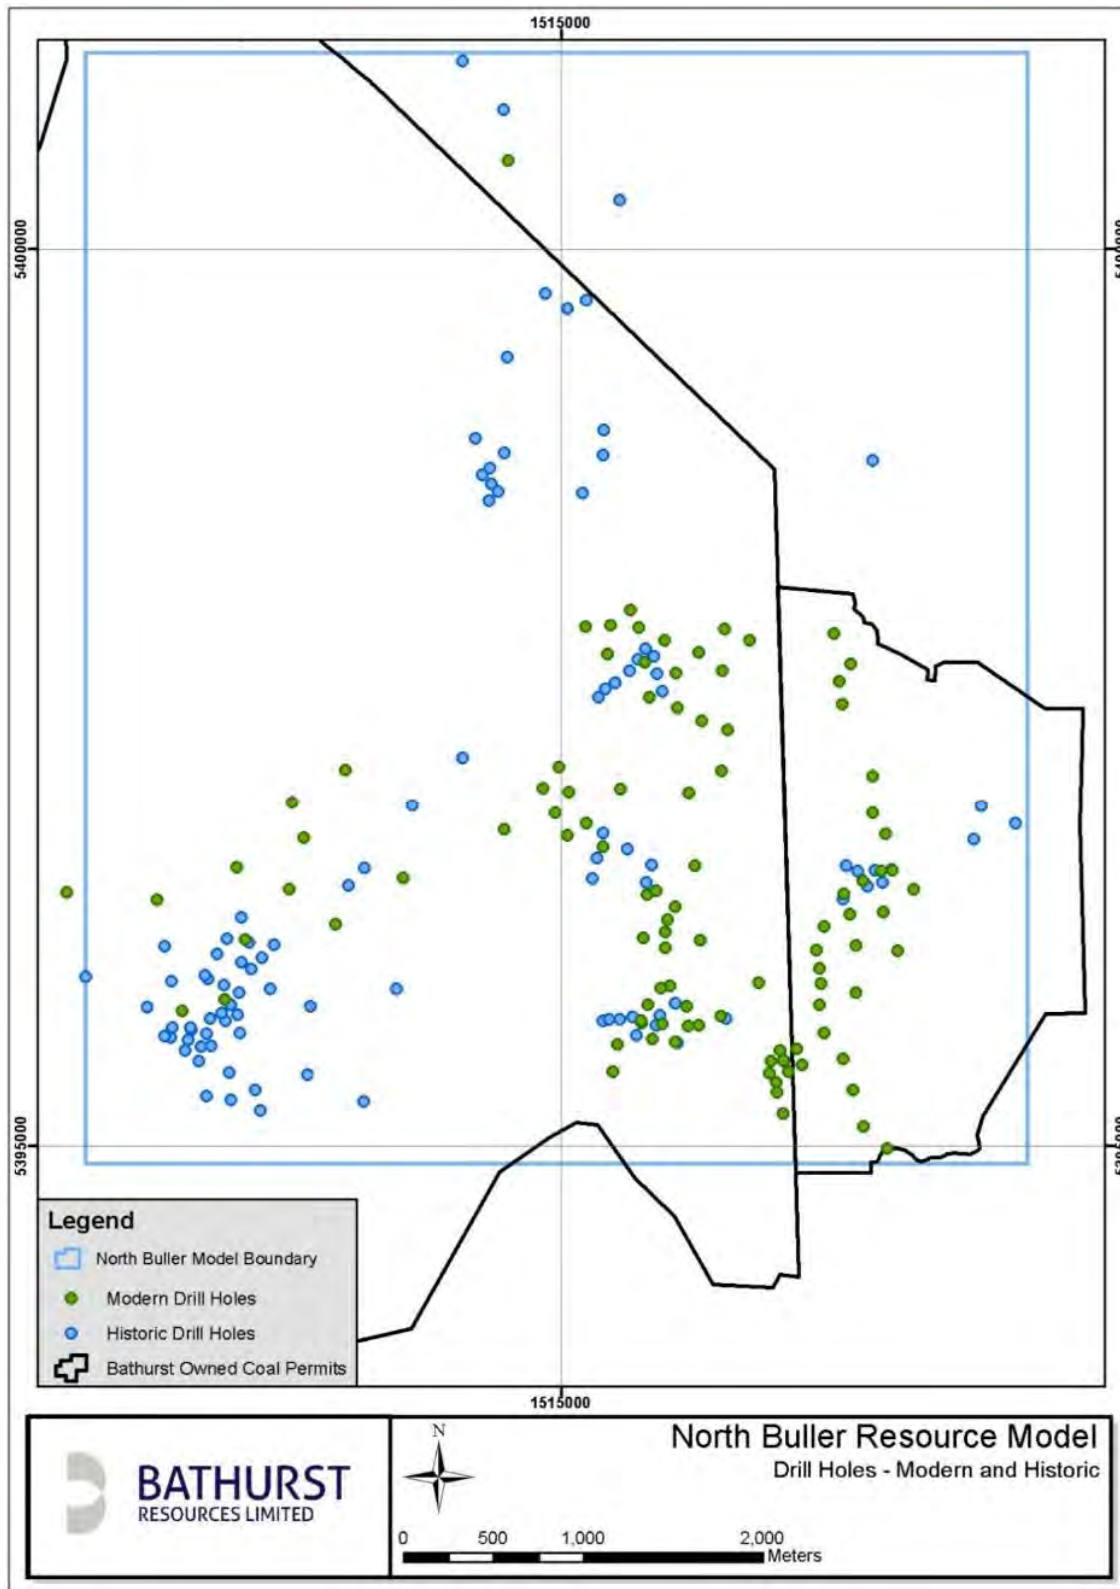 1515000
5400000
5395000
Legend
North Buller Model Boundary
Modern Drill Holes
Historic Drill Holes
Bathurst Owned Coal Permits
1515000
BATHURST
RESOURCES LIMITED
N
North Buller Resource Model
Drill Holes - Modern and Historic
0 500 1,000 2,000
Meters